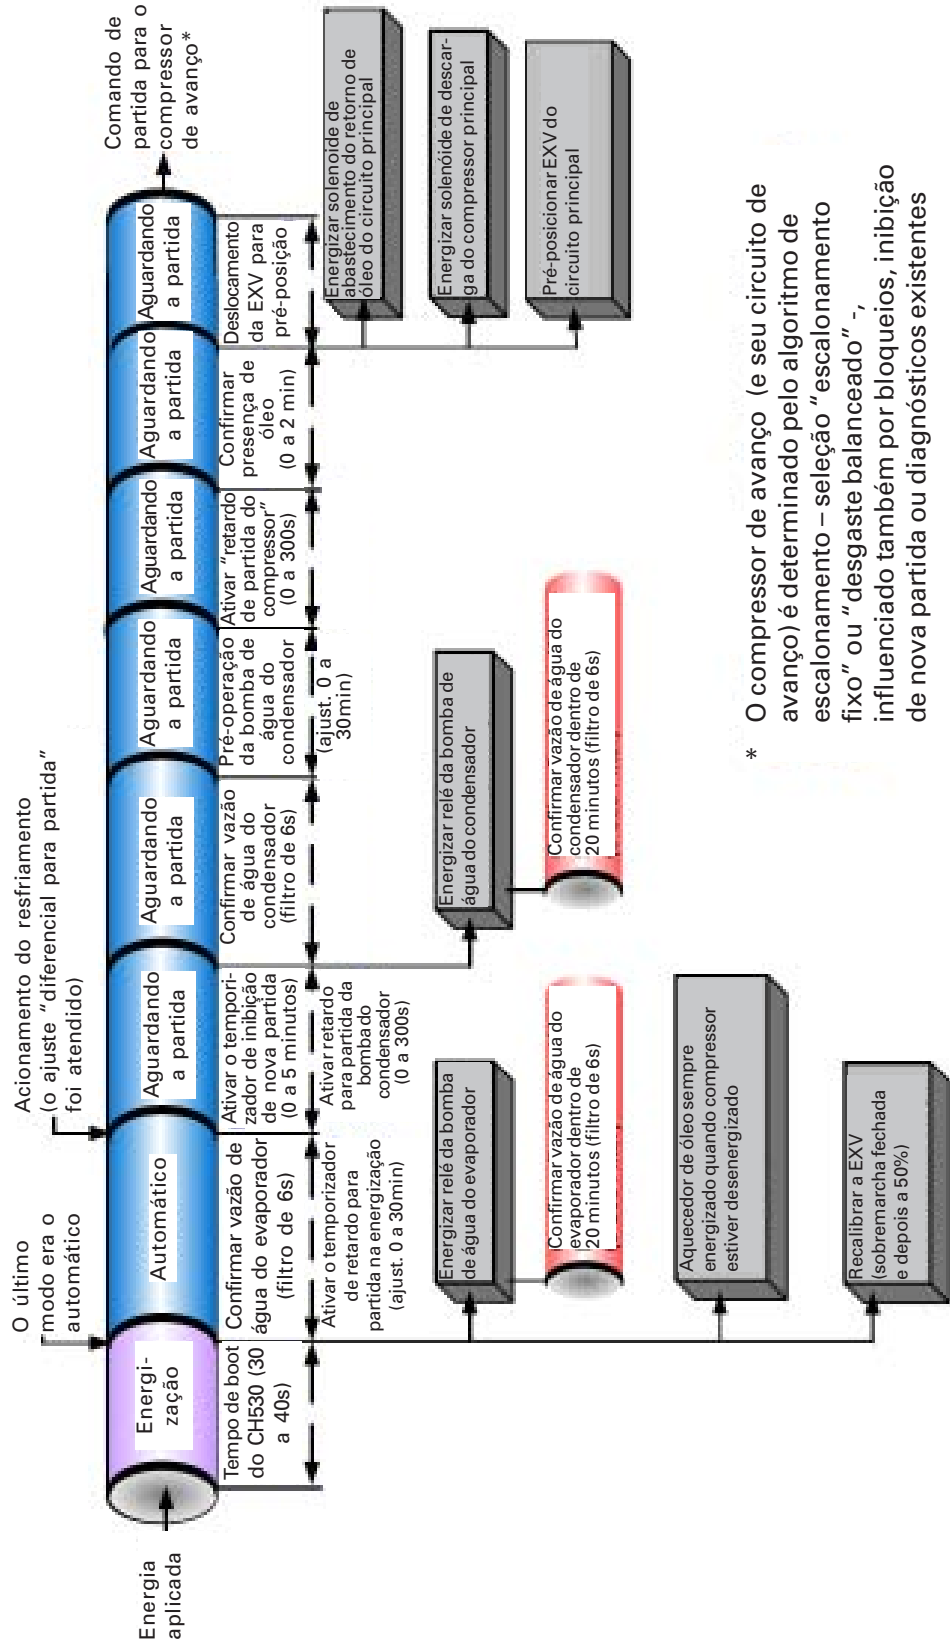 Energia
aplicada
O último
modo era o
automático
Acionamento do resfriamento
(o ajuste “diferencial para partida”
foi atendido)
Comando de
partida para o
compressor
de avanço*
Energi-
zação
Automático
Aguardando
a partida
Aguardando
a partida
Aguardando
a partida
Aguardando
a partida
Aguardando
a partida
Aguardando
a partida
Tempo de boot
do CH530 (30
a 40s)
Confirmar vazão de
água do evaporador
(filtro de 6s)
Ativar o temporizador
de retardo para
partida na energização
(ajust. 0 a 30min)
Ativar o tempori-
zador de inibição
de nova partida
(0 a 5 minutos)
Ativar retardo
para partida da
bomba do
condensador
(0 a 300s)
Confirmar vazão
de água do
condensador
(filtro de 6s)
Pré-operação
da bomba de
água do
condensador
(ajust. 0 a
30min)
Ativar “retardo
de partida do
compressor”
(0 a 300s)
Confirmar
presença de
óleo
(0 a 2 min)
Deslocamento
da EXV para
pré-posição
Energizar relé da bomba
de água do evaporador
Confirmar vazão de água do
evaporador dentro de
20 minutos (filtro de 6s)
Aquecedor de óleo sempre
energizado quando compressor
estiver desenergizado
Recalibrar a EXV
(sobremarcha fechada
e depois a 50%)
Energizar relé da bomba de
água do condensador
Confirmar vazão de água do
condensador dentro de
20 minutos (filtro de 6s)
Energizar solenoide de
abastecimento do retorno de
óleo do circuito principal
Energizar solenóide de descar-
ga do compressor principal
Pré-posicionar EXV do
circuito principal
* O compressor de avanço (e seu circuito de
avanço) é determinado pelo algoritmo de
escalonamento – seleção “escalonamento
fixo” ou “desgaste balanceado” -,
influenciado também por bloqueios, inibição
de nova partida ou diagnósticos existentes